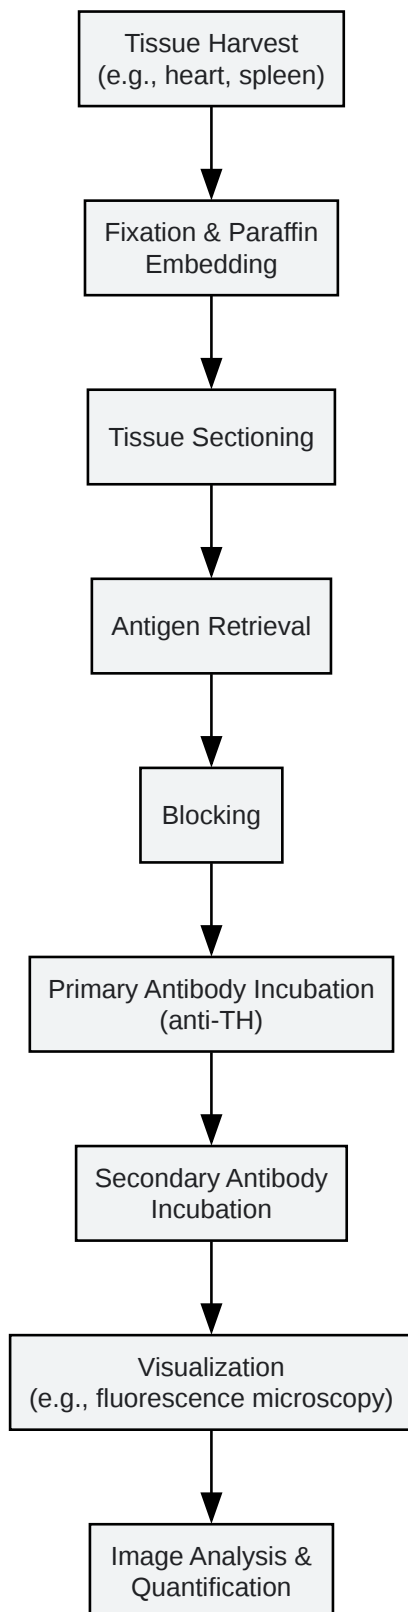 Tissue Harvest
(e.g., heart, spleen)
Fixation & Paraffin
Embedding
Tissue Sectioning
Antigen Retrieval
Blocking
Primary Antibody Incubation
(anti-TH)
Secondary Antibody
Incubation
Visualization
(e.g., fluorescence microscopy)
Image Analysis &
Quantification